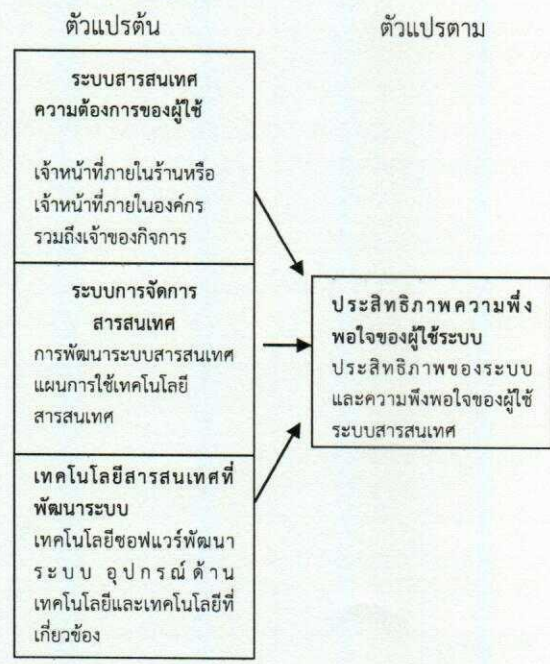 ตัวแปรต้น
ตัวแปรตาม
ระบบสารสนเทศ
ความต้องการของผู้ใช้
เจ้าหน้าที่ภายในร้านหรือ
เจ้าหน้าที่ภายในองค์กร
รวมถึงเจ้าของกิจการ
ระบบการจัดการ
สารสนเทศ
การพัฒนาระบบสารสนเทศ
แผนการใช้เทคโนโลยี
สารสนเทศ
เทคโนโลยีสารสนเทศที่
พัฒนาระบบ
เทคโนโลยีซอฟแวร์พัฒนา
ระบบ อุปกรณ์ด้าน
เทคโนโลยีและเทคโนโลยีที่
เกี่ยวข้อง
ประสิทธิภาพความพึ่ง
พอใจของผู้ใช้ระบบ
ประสิทธิภาพของระบบ
และความพึงพอใจของผู้ใช้
ระบบสารสนเทศ